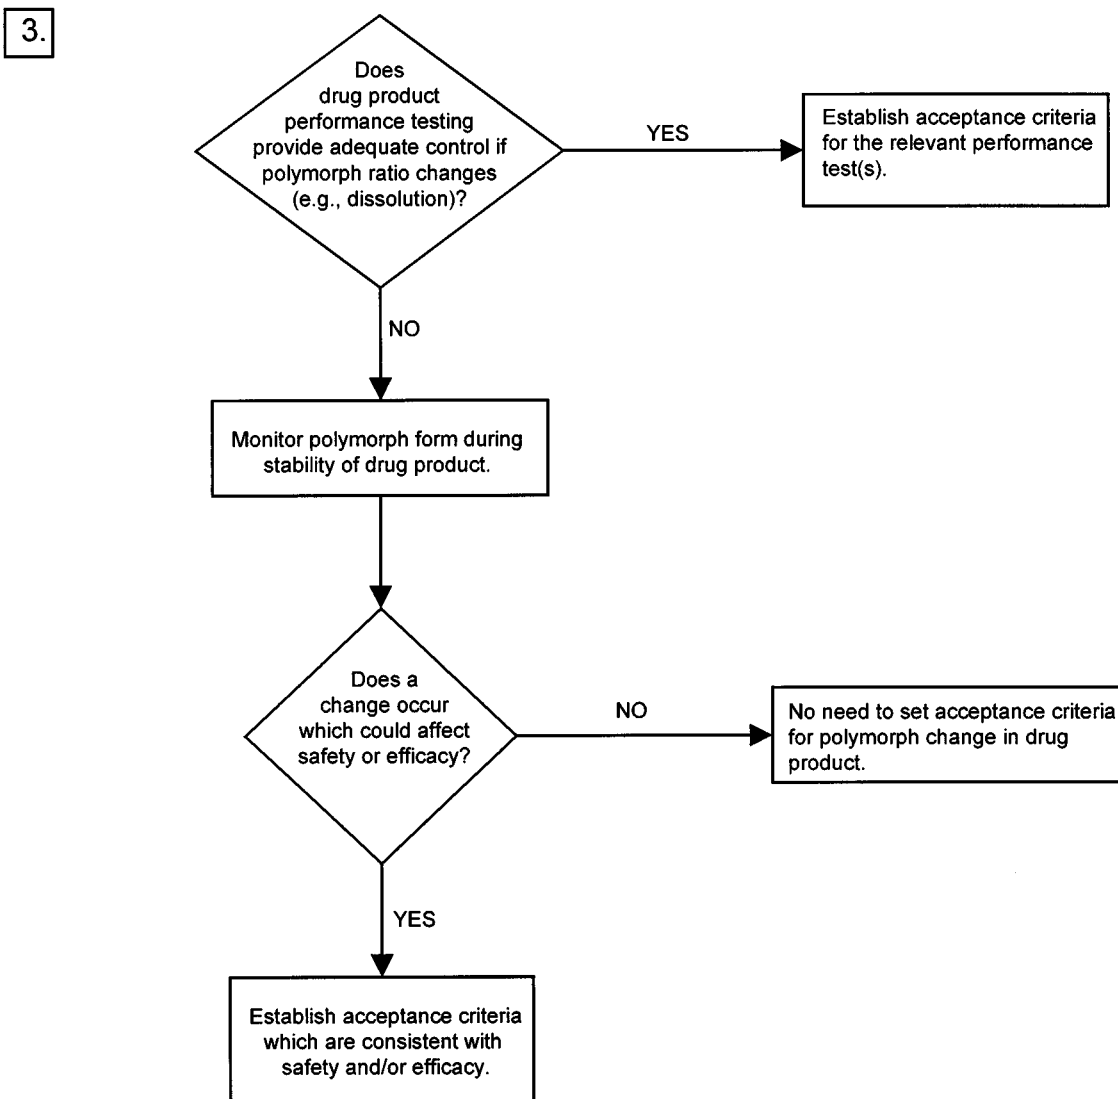 3.
Does
drug product
performance testing
provide adequate control if
polymorph ratio changes
(e.g., dissolution)?
YES
Establish acceptance criteria
for the relevant performance
test(s).
NO
Monitor polymorph form during
stability of drug product.
Does a
change occur
which could affect
safety or efficacy?
NO
No need to set acceptance criteria
for polymorph change in drug
product.
YES
Establish acceptance criteria
which are consistent with
safety and/or efficacy.